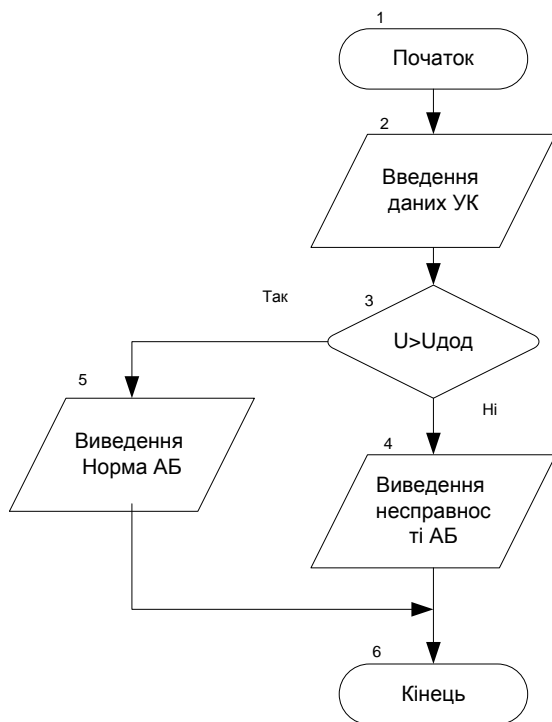 1
Початок
2
Введення
даних УК
Так
3
U>Uдод
5
Ні
Виведення
Норма АБ
4
Виведення
несправнос
ті АБ
6
Кінець